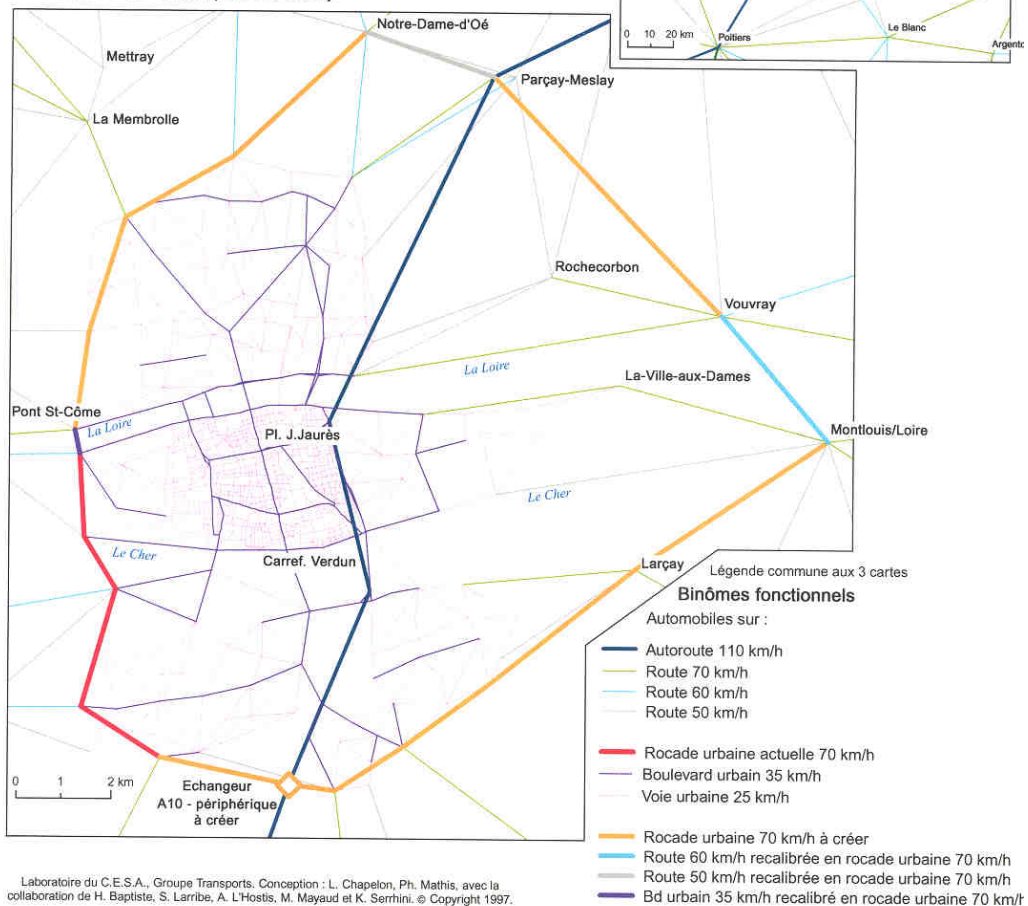 Notre-Dame-d'Oé
Le Blanc
Poitiers
0 10 20 km
Argento
Mettray
Parçay-Meslay
La Membrolle
Rochecorbon
Vouvray
La Loire
La-Ville-aux-Dames
Pont St-Côme
La Loire
Pl. J.Jaurès
Montlouis/Loire
Le Cher
Le Cher
Carref. Verdun
Larçay
Légende commune aux 3 cartes
Binômes fonctionnels
Automobiles sur :
Autoroute 110 km/h
Route 70 km/h
Route 60 km/h
Route 50 km/h
Rocade urbaine actuelle 70 km/h
Boulevard urbain 35 km/h
Voie urbaine 25 km/h
Rocade urbaine 70 km/h à créer
Route 60 km/h recalibrée en rocade urbaine 70 km/h
Route 50 km/h recalibrée en rocade urbaine 70 km/h
Bd urbain 35 km/h recalibré en rocade urbaine 70 km/h
0 1 2 km
Echangeur
A10 - périphérique
à créer
Laboratoire du C.E.S.A., Groupe Transports. Conception : L. Chapelon, Ph. Mathis, avec la
collaboration de H. Baptiste, S. Larribe, A. L'Hostis, M. Mayaud et K. Serrhini. © Copyright 1997.